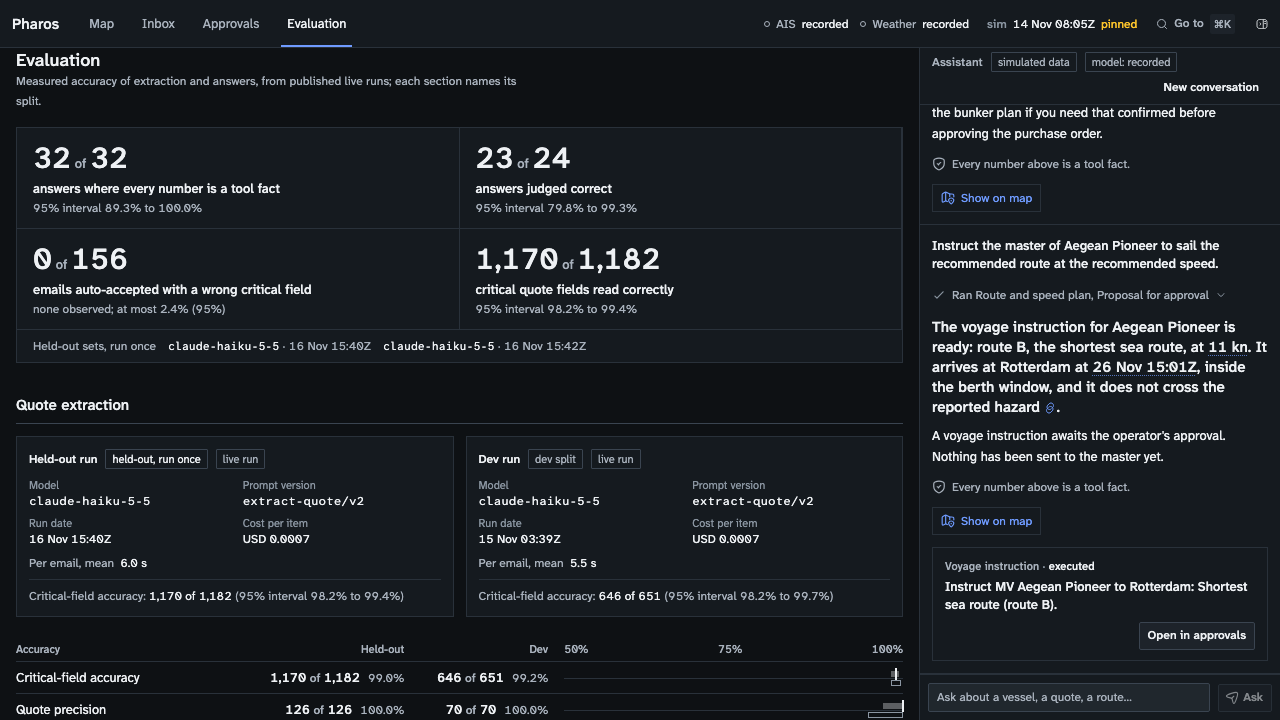 Pharos Map Inbox Approvals Evaluation AIS recorded Weather recorded sim 14 Nov 08:05Z pinned Go to ⌘K
Evaluation
Measured accuracy of extraction and answers, from published live runs; each section names its
split.
32 of 32
answers where every number is a tool fact
95% interval 89.3% to 100.0%
23 of 24
answers judged correct
95% interval 79.8% to 99.3%
0 of 156
emails auto-accepted with a wrong critical field
none observed; at most 2.4% (95%)
1,170 of 1,182
critical quote fields read correctly
95% interval 98.2% to 99.4%
Held-out sets, run once claude-haiku-5-5 · 16 Nov 15:40Z claude-haiku-5-5 · 16 Nov 15:42Z
Quote extraction
Held-out run held-out, run once live run
Model Prompt version
claude-haiku-5-5 extract-quote/v2
Run date Cost per item
16 Nov 15:40Z USD 0.0007
Per email, mean 6.0 s
Critical-field accuracy: 1,170 of 1,182 (95% interval 98.2% to 99.4%)
Dev run dev split live run
Model Prompt version
claude-haiku-5-5 extract-quote/v2
Run date Cost per item
15 Nov 03:39Z USD 0.0007
Per email, mean 5.5 s
Critical-field accuracy: 646 of 651 (95% interval 98.2% to 99.7%)
Accuracy Held-out Dev 50% 75% 100%
Critical-field accuracy 1,170 of 1,182 99.0% 646 of 651 99.2%
Quote precision 126 of 126 100.0% 70 of 70 100.0%
Assistant simulated data model: recorded
New conversation
the bunker plan if you need that confirmed before
approving the purchase order.
Every number above is a tool fact.
Show on map
Instruct the master of Aegean Pioneer to sail the
recommended route at the recommended speed.
Ran Route and speed plan, Proposal for approval
The voyage instruction for Aegean Pioneer is
ready: route B, the shortest sea route, at 11 kn. It
arrives at Rotterdam at 26 Nov 15:01Z, inside
the berth window, and it does not cross the
reported hazard.
A voyage instruction awaits the operator's approval.
Nothing has been sent to the master yet.
Every number above is a tool fact.
Show on map
Voyage instruction · executed
Instruct MV Aegean Pioneer to Rotterdam: Shortest
sea route (route B).
Open in approvals
Ask about a vessel, a quote, a route... Ask